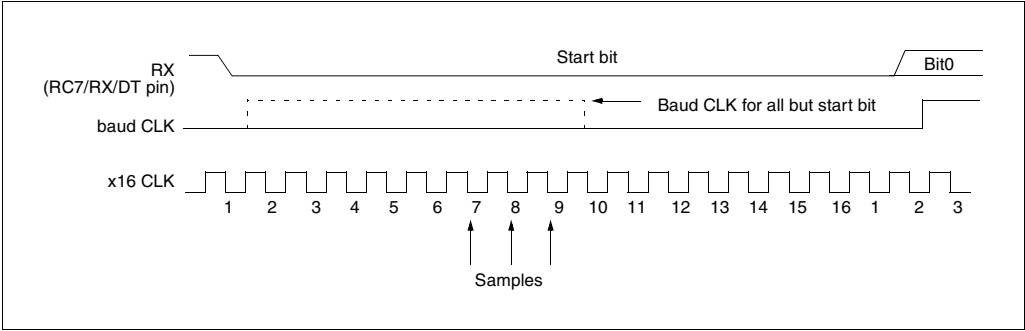 Start bit
Bit0
RX
(RC7/RX/DT pin)
Baud CLK for all but start bit
baud CLK
x16 CLK
1 2 3 4 5 6 7 8 9 10 11 12 13 14 15 16 1 2 3
Samples